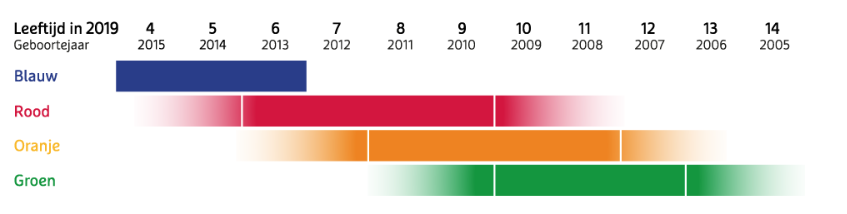 Leeftijd in 2019 4 5 6 7 8 9 10 11 12 13 14
Geboortejaar 2015 2014 2013 2012 2011 2010 2009 2008 2007 2006 2005
Blauw
Rood
Oranje
Groen